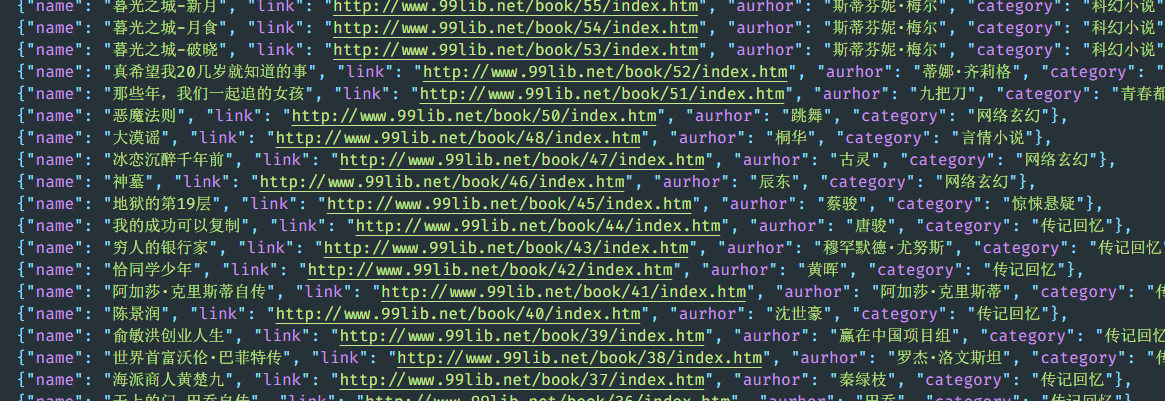 {"name": "暮光之城-新月", "link": "http://www.99lib.net/book/55/index.htm", "aurhor": "斯蒂芬妮·梅尔", "category": "科幻小说"
{"name": "暮光之城-月食", "link": "http://www.99lib.net/book/54/index.htm", "aurhor": "斯蒂芬妮·梅尔", "category": "科幻小说"
{"name": "暮光之城-破晓", "link": "http://www.99lib.net/book/53/index.htm", "aurhor": "斯蒂芬妮·梅尔", "category": "科幻小说"
{"name": "真希望我20几岁就知道的事", "link": "http://www.99lib.net/book/52/index.htm", "aurhor": "蒂娜·齐莉格", "category": "
{"name": "那些年，我们一起追的女孩", "link": "http://www.99lib.net/book/51/index.htm", "aurhor": "九把刀", "category": "青春都
{"name": "恶魔法则", "link": "http://www.99lib.net/book/50/index.htm", "aurhor": "跳舞", "category": "网络玄幻"},
{"name": "大漠谣", "link": "http://www.99lib.net/book/48/index.htm", "aurhor": "桐华", "category": "言情小说"},
{"name": "冰恋沉醉千年前", "link": "http://www.99lib.net/book/47/index.htm", "aurhor": "古灵", "category": "网络玄幻"},
{"name": "神墓", "link": "http://www.99lib.net/book/46/index.htm", "aurhor": "辰东", "category": "网络玄幻"},
{"name": "地狱的第19层", "link": "http://www.99lib.net/book/45/index.htm", "aurhor": "蔡骏", "category": "惊悚悬疑"},
{"name": "我的成功可以复制", "link": "http://www.99lib.net/book/44/index.htm", "aurhor": "唐骏", "category": "传记回忆"},
{"name": "穷人的银行家", "link": "http://www.99lib.net/book/43/index.htm", "aurhor": "穆罕默德·尤努斯", "category": "传记回忆
{"name": "恰同学少年", "link": "http://www.99lib.net/book/42/index.htm", "aurhor": "黄晖", "category": "传记回忆"},
{"name": "阿加莎·克里斯蒂自传", "link": "http://www.99lib.net/book/41/index.htm", "aurhor": "阿加莎·克里斯蒂", "category": "传
{"name": "陈景润", "link": "http://www.99lib.net/book/40/index.htm", "aurhor": "沈世豪", "category": "传记回忆"},
{"name": "俞敏洪创业人生", "link": "http://www.99lib.net/book/39/index.htm", "aurhor": "赢在中国项目组", "category": "传记回忆
{"name": "世界首富沃伦·巴菲特传", "link": "http://www.99lib.net/book/38/index.htm", "aurhor": "罗杰·洛文斯坦", "category": "传
{"name": "海派商人黄楚九", "link": "http://www.99lib.net/book/37/index.htm", "aurhor": "秦绿枝", "category": "传记回忆"},